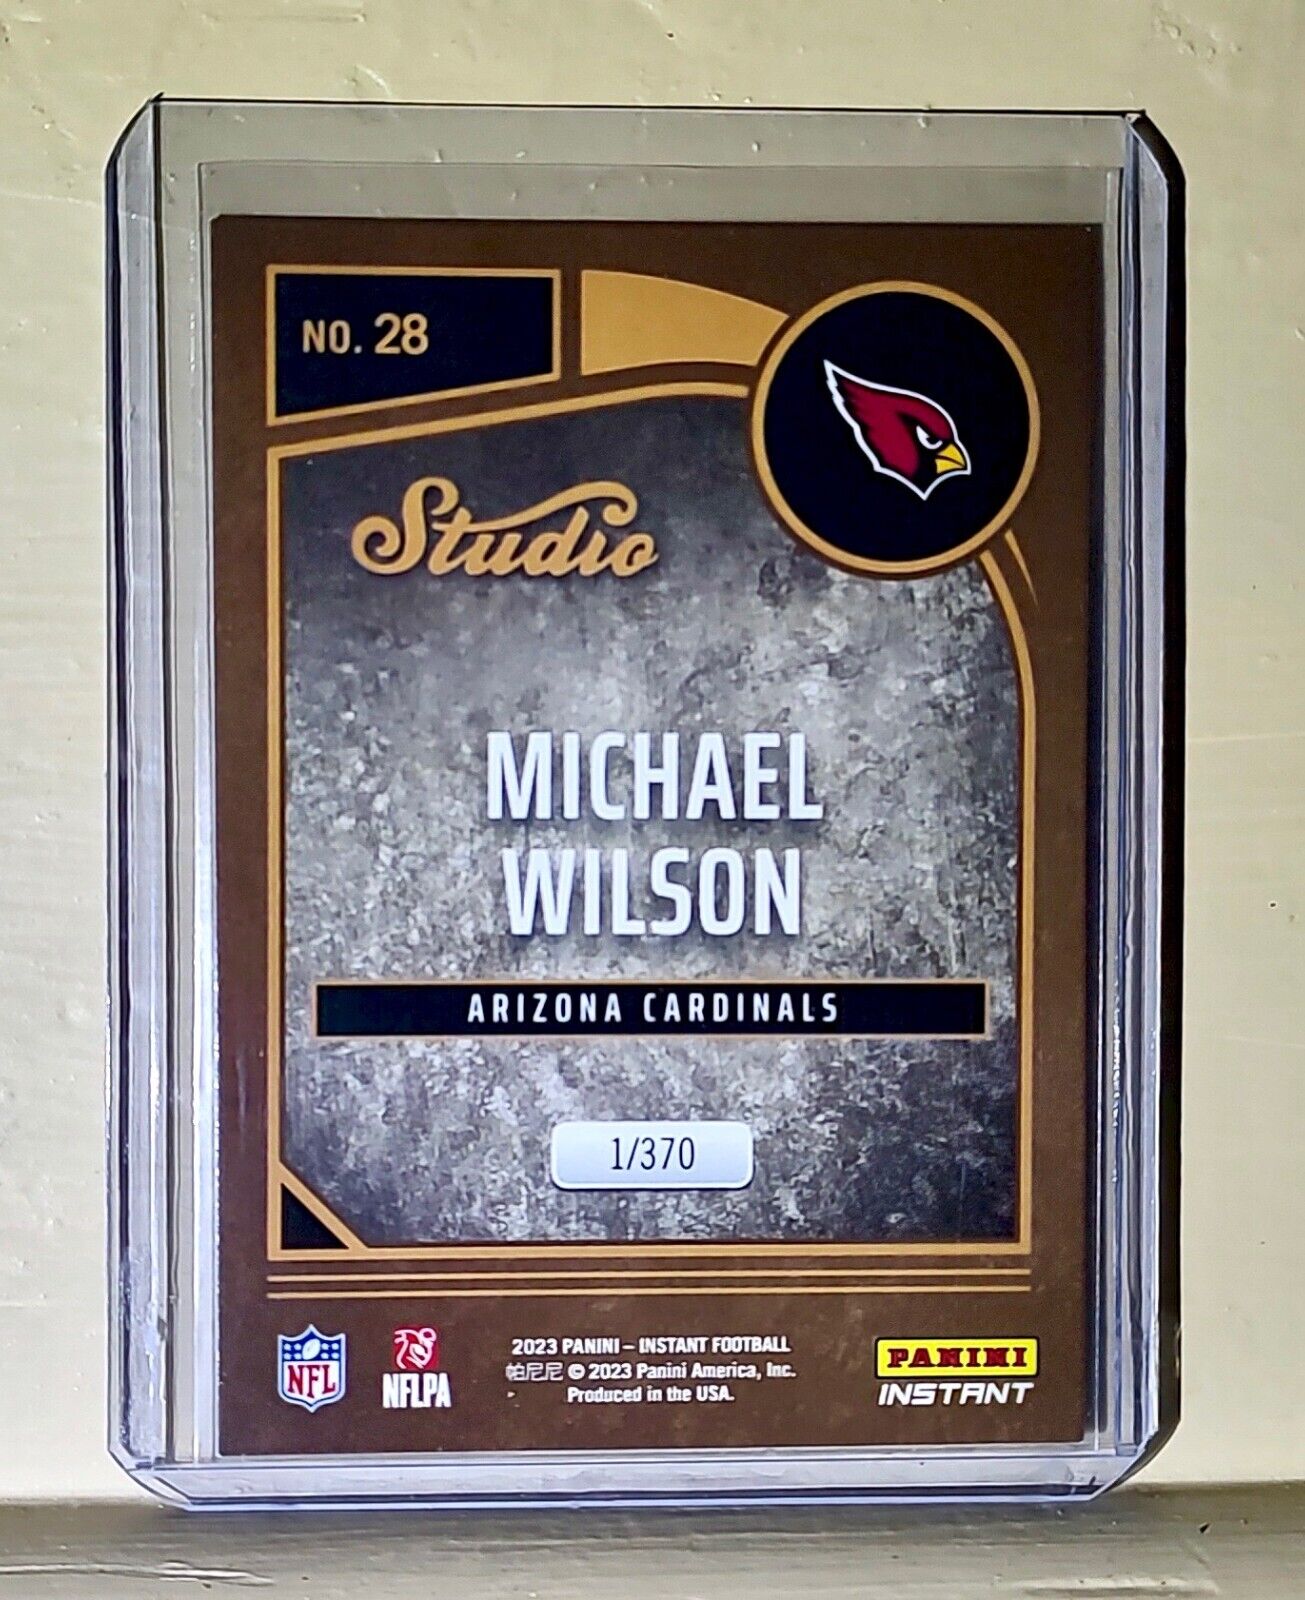 NO. 28
Studio
MICHAEL
WILSON
ARIZONA CARDINALS
1/370
NFL
NFLPA
2023 PANINI – INSTANT FOOTBALL
帕尼尼 © 2023 Panini America, Inc.
Produced in the USA.
PANINI
INSTANT